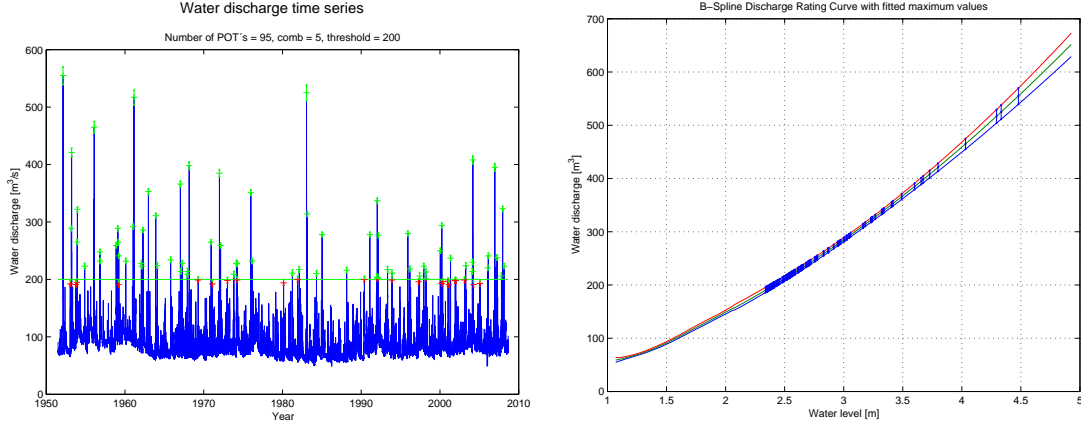 Water discharge time series
Number of POT´s = 95, comb = 5, threshold = 200
600
500
400
300
200
100
0
Water discharge [m³/s]
1950 1960 1970 1980 1990 2000 2010
Year
B−Spline Discharge Rating Curve with fitted maximum values
700
600
500
400
300
200
100
0
Water discharge [m³]
1 1.5 2 2.5 3 3.5 4 4.5 5
Water level [m]